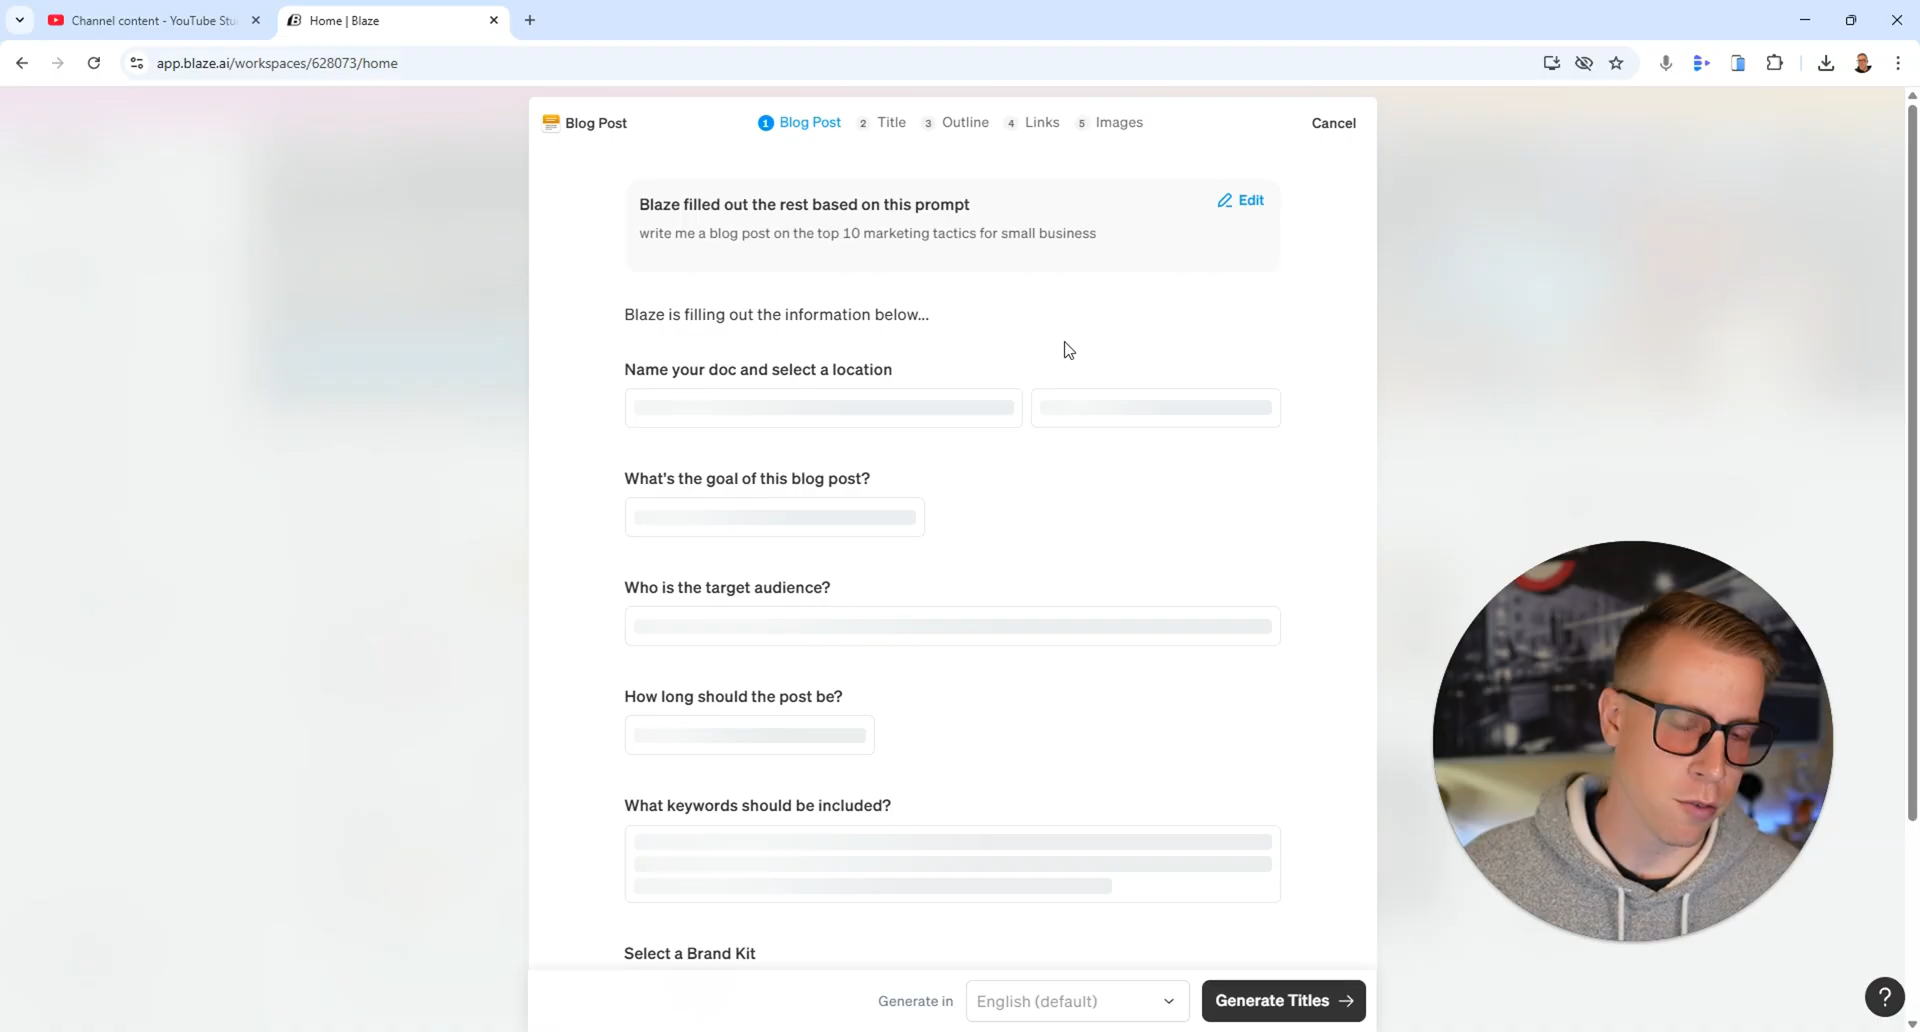 Channel content - YouTube Stu
Home | Blaze
app.blaze.ai/workspaces/628073/home
Blog Post
1 Blog Post 2 Title 3 Outline 4 Links 5 Images
Cancel
Blaze filled out the rest based on this prompt
Edit
write me a blog post on the top 10 marketing tactics for small business
Blaze is filling out the information below...
Name your doc and select a location
What's the goal of this blog post?
Who is the target audience?
How long should the post be?
What keywords should be included?
Select a Brand Kit
Generate in
English (default)
Generate Titles →
?